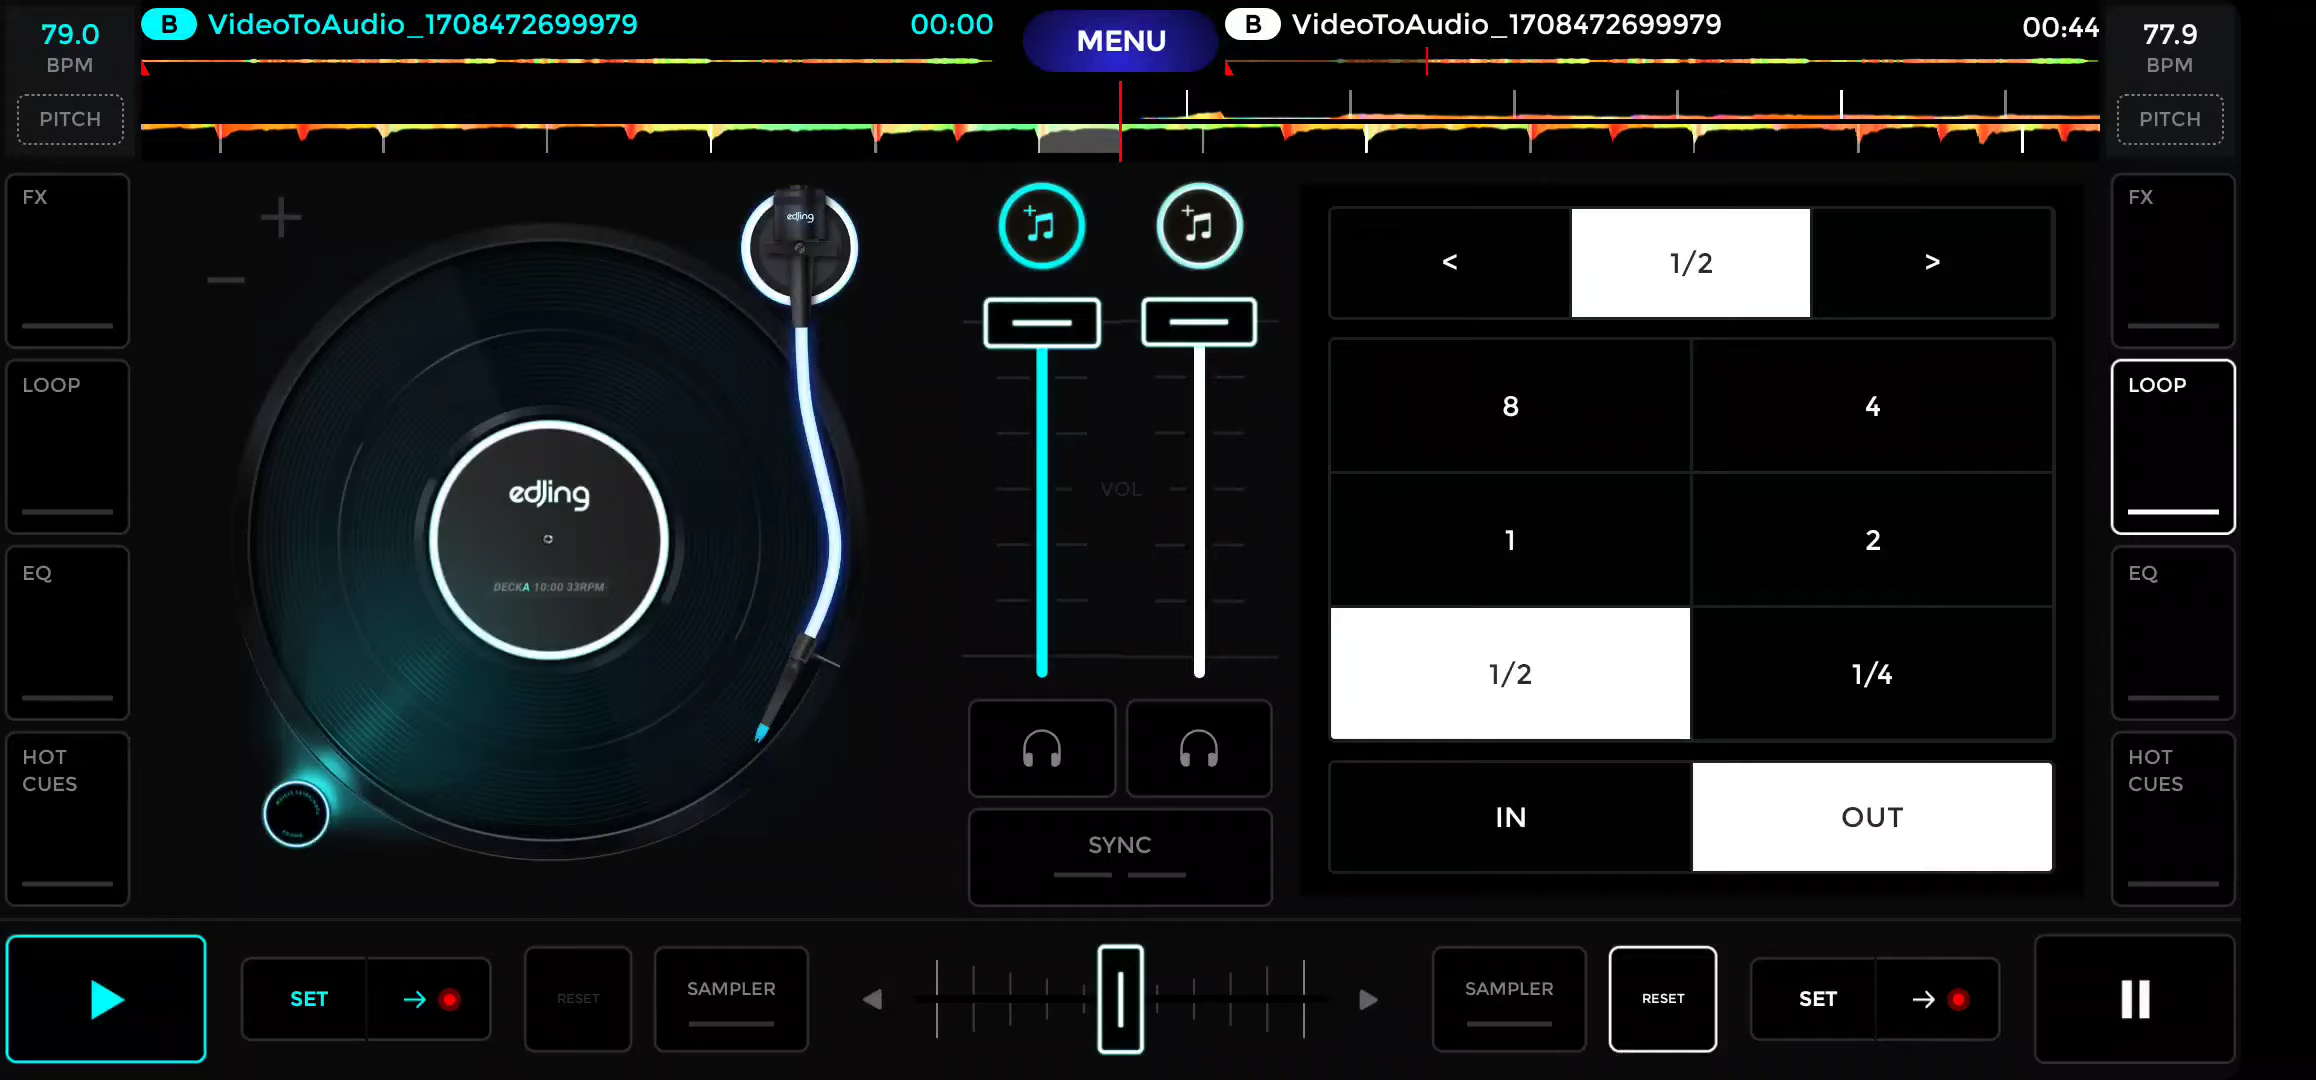 79.0
BPM
PITCH
B VideoToAudio_1708472699979 00:00
MENU
B VideoToAudio_1708472699979 00:44
77.9
BPM
PITCH
FX
LOOP
EQ
HOT
CUES
edjing
edjing
DECKA 10:00 33RPM
VOL
SYNC
< 1/2 >
8 4
1 2
1/2 1/4
IN OUT
FX
LOOP
EQ
HOT
CUES
SET
RESET
SAMPLER
SAMPLER
RESET
SET